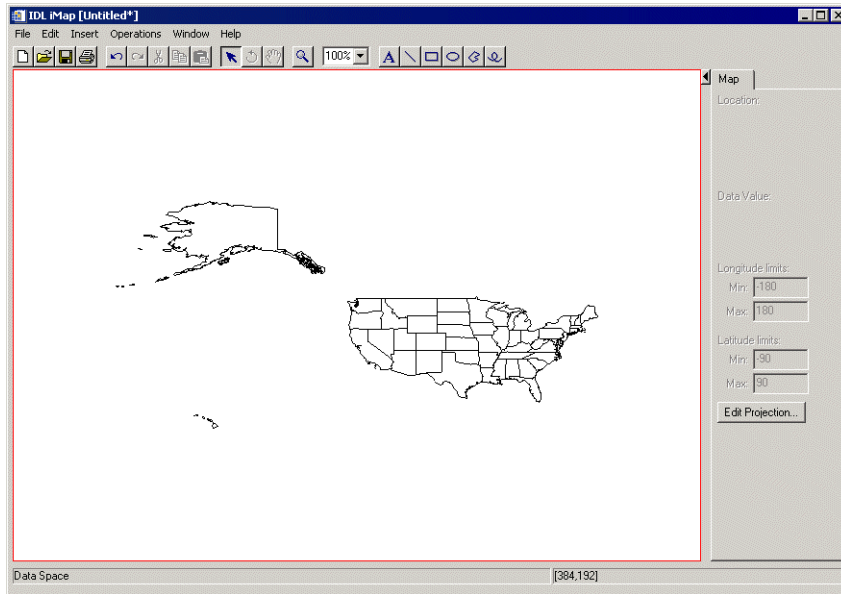 IDL iMap [Untitled*]
File Edit Insert Operations Window Help
100%
A
Map
Location:
Data Value:
Longitude limits:
Min: -180
Max: 180
Latitude limits:
Min: -90
Max: 90
Edit Projection...
Data Space
[384,192]